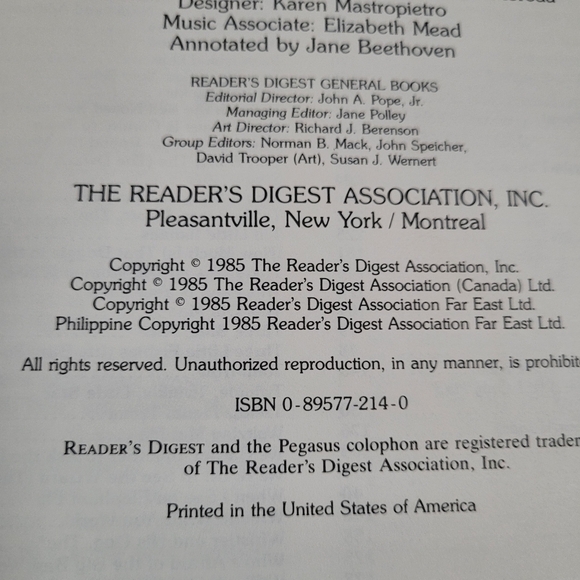 Designer: Karen Mastropietro
Music Associate: Elizabeth Mead
Annotated by Jane Beethoven
READER'S DIGEST GENERAL BOOKS
Editorial Director: John A. Pope, Jr.
Managing Editor: Jane Polley
Art Director: Richard J. Berenson
Group Editors: Norman B. Mack, John Speicher,
David Trooper (Art), Susan J. Wernert
THE READER'S DIGEST ASSOCIATION, INC.
Pleasantville, New York / Montreal
Copyright © 1985 The Reader's Digest Association, Inc.
Copyright © 1985 The Reader's Digest Association (Canada) Ltd.
Copyright © 1985 Reader's Digest Association Far East Ltd.
Philippine Copyright 1985 Reader's Digest Association Far East Ltd.
All rights reserved. Unauthorized reproduction, in any manner, is prohibite
ISBN 0-89577-214-0
READER'S DIGEST and the Pegasus colophon are registered trader
of The Reader's Digest Association, Inc.
Printed in the United States of America